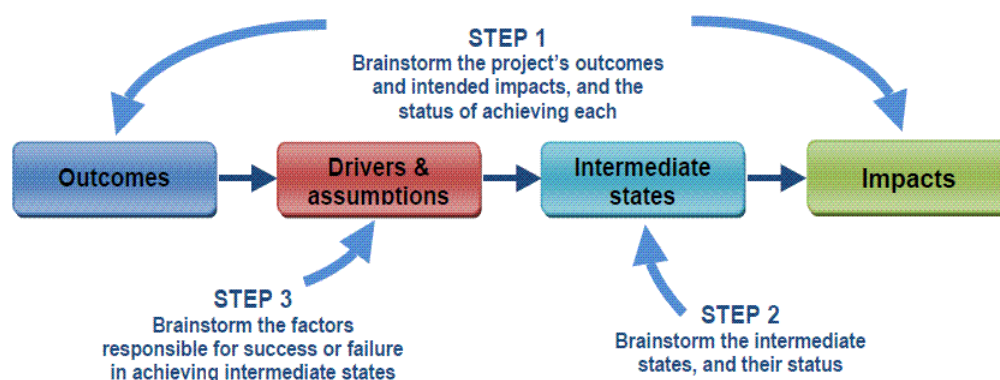 STEP 1
Brainstorm the project's outcomes
and intended impacts, and the
status of achieving each
Outcomes
Drivers &
assumptions
Intermediate
states
Impacts
STEP 3
Brainstorm the factors
responsible for success or failure
in achieving intermediate states
STEP 2
Brainstorm the intermediate
states, and their status